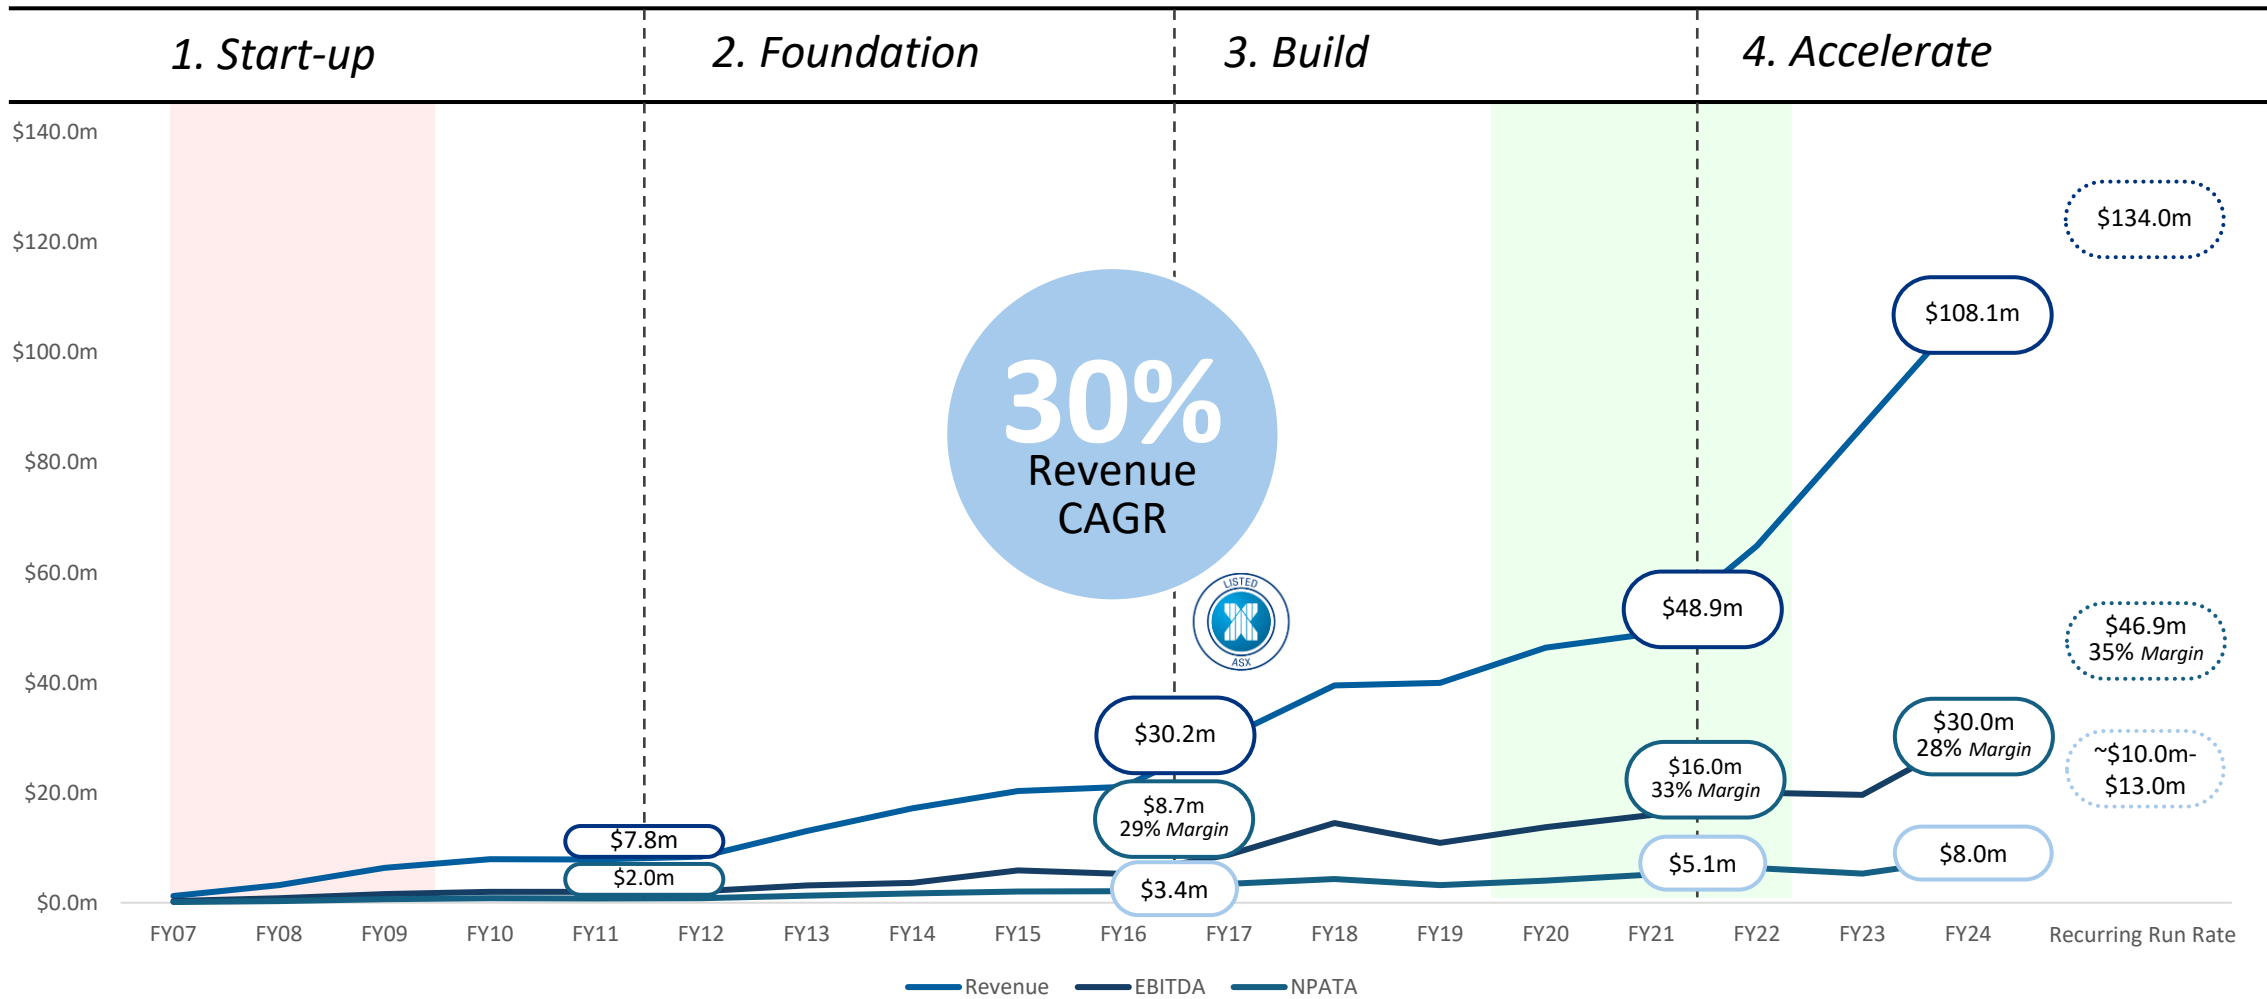 1. Start-up
2. Foundation
3. Build
4. Accelerate
$140.0m
$120.0m
$100.0m
$80.0m
$60.0m
$40.0m
$20.0m
$0.0m
30%
Revenue
CAGR
LISTED
ASX
$7.8m
$2.0m
$30.2m
$8.7m
29% Margin
$3.4m
$48.9m
$16.0m
33% Margin
$5.1m
$108.1m
$30.0m
28% Margin
$8.0m
$134.0m
$46.9m
35% Margin
~$10.0m-
$13.0m
FY07 FY08 FY09 FY10 FY11 FY12 FY13 FY14 FY15 FY16 FY17 FY18 FY19 FY20 FY21 FY22 FY23 FY24 Recurring Run Rate
Revenue EBITDA NPATA